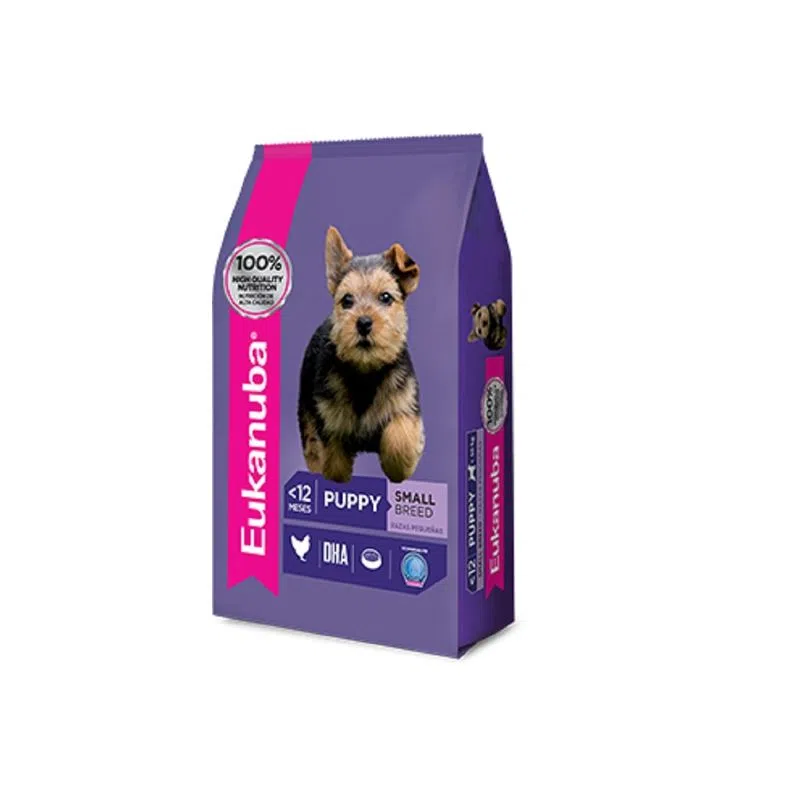 100%
HIGH QUALITY
NUTRITION
NUTRICIÓN DE
ALTA CALIDAD
Eukanuba®
<12
MESES
PUPPY
SMALL
BREED
RAZAS PEQUEÑAS
DHA
100%
Eukanuba
<12 PUPPY